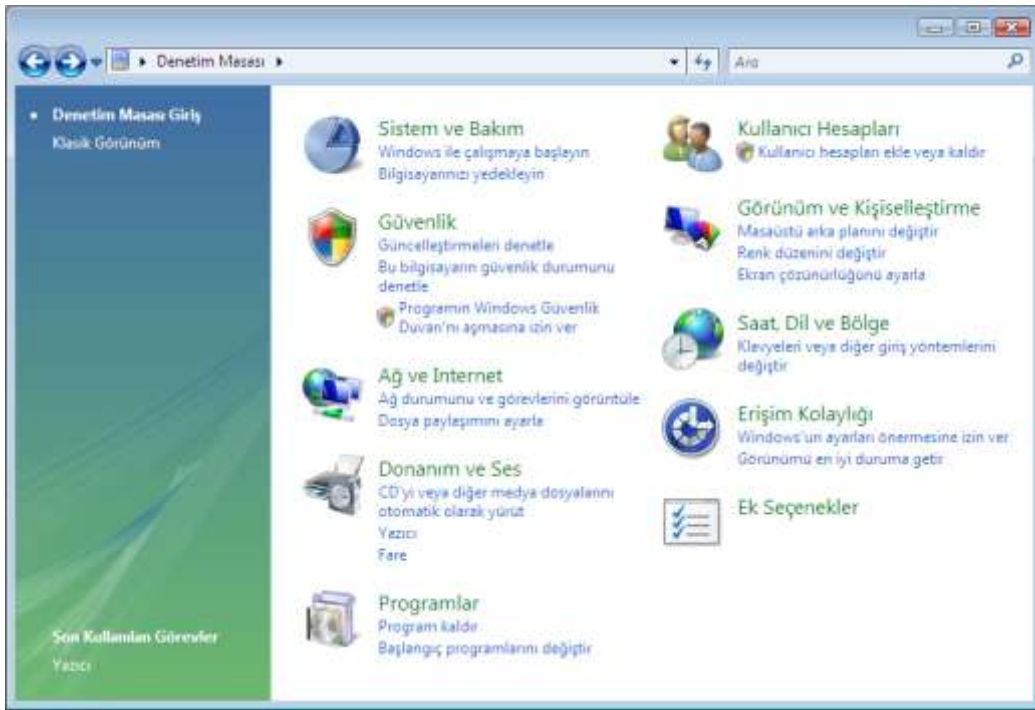 Denetim Masası
Ara
Denetim Masası Giriş
Klasik Görünüm
Sistem ve Bakım
Windows ile çalışmaya başlayın
Bilgisayarınızı yedekleyin
Güvenlik
Güncelleştirmeleri denetle
Bu bilgisayarın güvenlik durumunu
denetle
Programın Windows Güvenlik
Duvarı'nı aşmasına izin ver
Ağ ve Internet
Ağ durumunu ve görevlerini görüntüle
Dosya paylaşımını ayarla
Donanım ve Ses
CD'yi veya diğer medya dosyalarını
otomatik olarak yürüt
Yazıcı
Fare
Programlar
Program kaldır
Başlangıç programlarını değiştir
Kullanıcı Hesapları
Kullanıcı hesapları ekle veya kaldır
Görünüm ve Kişiselleştirme
Masaüstü arka planını değiştir
Renk düzenini değiştir
Ekran çözünürlüğünü ayarla
Saat, Dil ve Bölge
Klavyeleri veya diğer giriş yöntemlerini
değiştir
Erişim Kolaylığı
Windows'un ayarları önermesine izin ver
Görünümü en iyi duruma getir
Ek Seçenekler
Son Kullanılan Görevler
Yazıcı